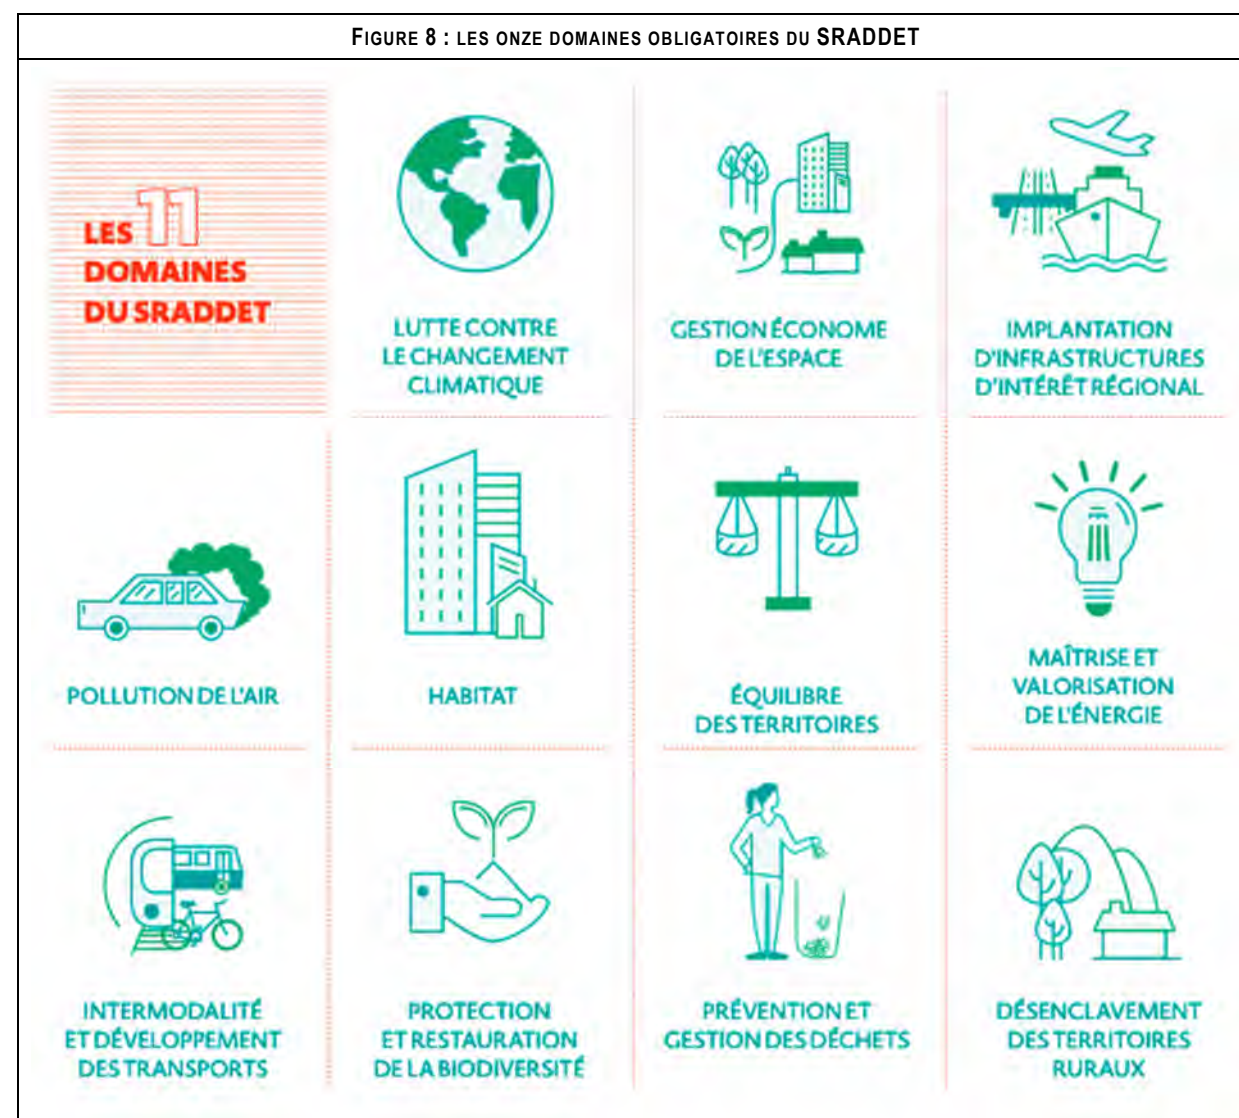 FIGURE 8 : LES ONZE DOMAINES OBLIGATOIRES DU SRADDET
LES 11
DOMAINES
DU SRADDET
LUTTE CONTRE
LE CHANGEMENT
CLIMATIQUE
GESTION ÉCONOME
DE L'ESPACE
IMPLANTATION
D'INFRASTRUCTURES
D'INTÉRÊT RÉGIONAL
POLLUTION DE L'AIR
HABITAT
ÉQUILIBRE
DES TERRITOIRES
MAÎTRISE ET
VALORISATION
DE L'ÉNERGIE
INTERMODALITÉ
ET DÉVELOPPEMENT
DES TRANSPORTS
PROTECTION
ET RESTAURATION
DE LA BIODIVERSITÉ
PRÉVENTION ET
GESTION DES DÉCHETS
DÉSENCLAVEMENT
DES TERRITOIRES
RURAUX